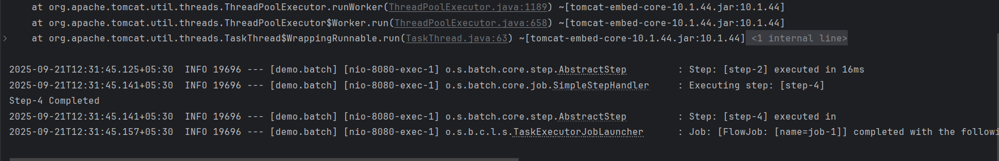 at org.apache.tomcat.util.threads.ThreadPoolExecutor.runWorker(ThreadPoolExecutor.java:1189) ~[tomcat-embed-core-10.1.44.jar:10.1.44]
at org.apache.tomcat.util.threads.ThreadPoolExecutor$Worker.run(ThreadPoolExecutor.java:658) ~[tomcat-embed-core-10.1.44.jar:10.1.44]
at org.apache.tomcat.util.threads.TaskThread$WrappingRunnable.run(TaskThread.java:63) ~[tomcat-embed-core-10.1.44.jar:10.1.44] <1 internal line>
2025-09-21T12:31:45.125+05:30  INFO 19696 --- [demo.batch] [nio-8080-exec-1] o.s.batch.core.step.AbstractStep         : Step: [step-2] executed in 16ms
2025-09-21T12:31:45.141+05:30  INFO 19696 --- [demo.batch] [nio-8080-exec-1] o.s.batch.core.job.SimpleStepHandler     : Executing step: [step-4]
Step-4 Completed
2025-09-21T12:31:45.141+05:30  INFO 19696 --- [demo.batch] [nio-8080-exec-1] o.s.batch.core.step.AbstractStep         : Step: [step-4] executed in
2025-09-21T12:31:45.157+05:30  INFO 19696 --- [demo.batch] [nio-8080-exec-1] o.s.b.c.l.s.TaskExecutorJobLauncher      : Job: [FlowJob: [name=job-1]] completed with the followi